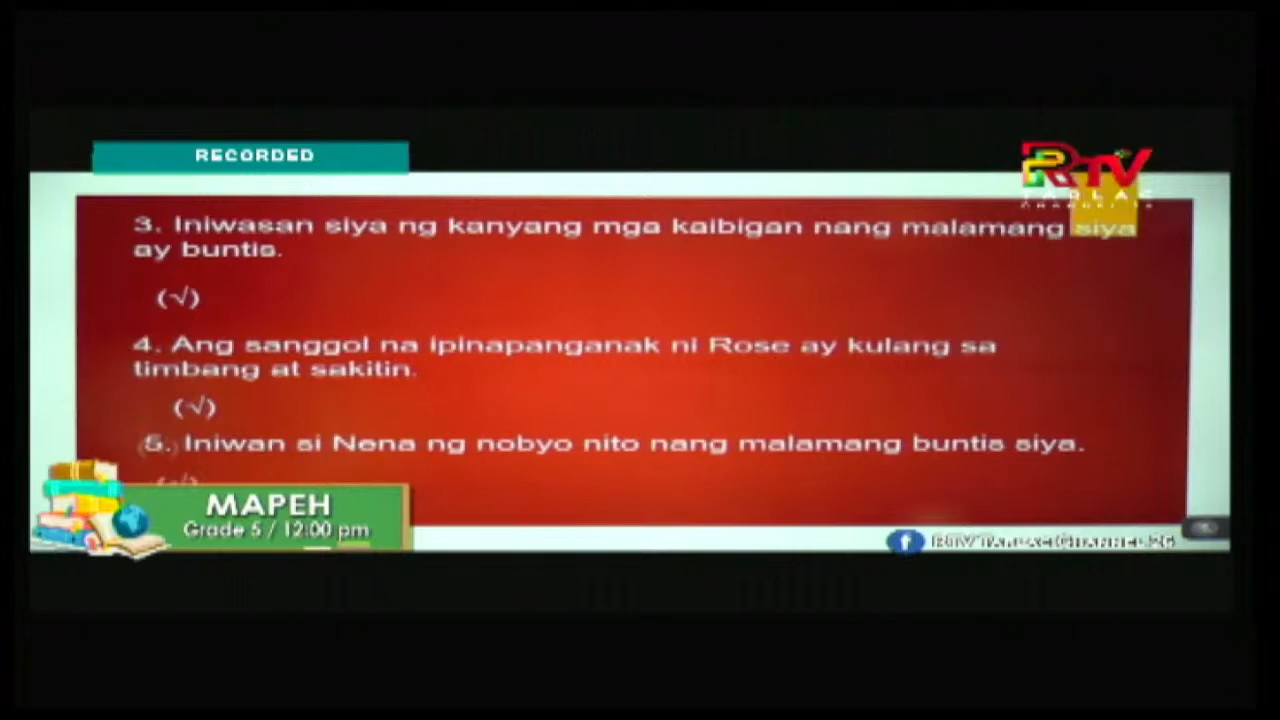 RECORDED
RTV
TARLAC
3. Iniwasan siya ng kanyang mga kaibigan nang malamang siya
ay buntis.
(√)
4. Ang sanggol na ipinapanganak ni Rose ay kulang sa
timbang at sakitin.
(√)
5. Iniwan si Nena ng nobyo nito nang malamang buntis siya.
(√)
MAPEH
Grade 5 / 12:00 pm